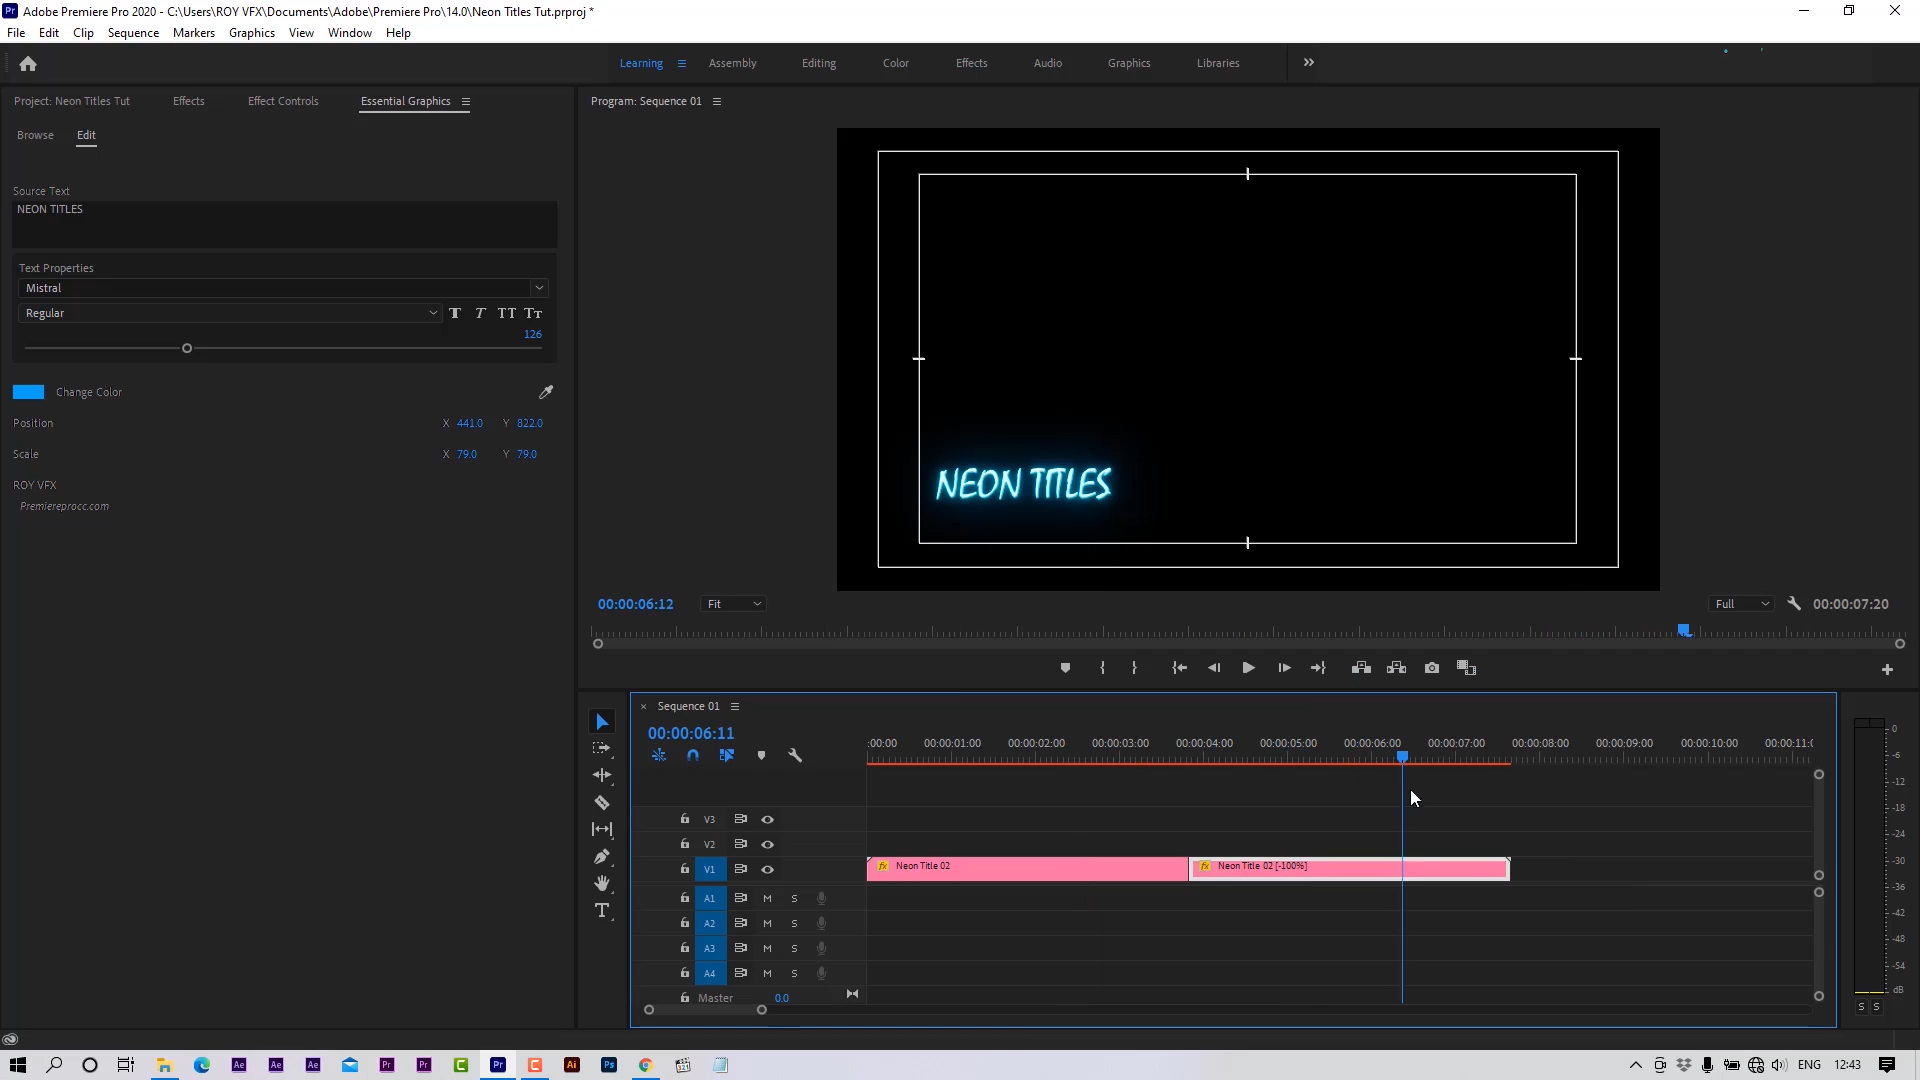 Adobe Premiere Pro 2020 - C:\Users\ROY VFX\Documents\Adobe\Premiere Pro\14.0\Neon Titles Tut.prproj *
File Edit Clip Sequence Markers Graphics View Window Help
Learning Assembly Editing Color Effects Audio Graphics Libraries
Project: Neon Titles Tut Effects Effect Controls Essential Graphics
Program: Sequence 01
Browse Edit
Source Text
NEON TITLES
Text Properties
Mistral
Regular
126
Change Color
Position X 441.0 Y 822.0
Scale X 79.0 Y 79.0
ROY VFX
Premiereprocc.com
NEON TITLES
00:00:06:12 Fit Full 00:00:07:20
Sequence 01
00:00:06:11
:00:00 00:00:01:00 00:00:02:00 00:00:03:00 00:00:04:00 00:00:05:00 00:00:06:00 00:00:07:00 00:00:08:00 00:00:09:00 00:00:10:00 00:00:11:0
V3
V2
V1 fx Neon Title 02 fx Neon Title 02 [-100%]
A1 M S
A2 M S
A3 M S
A4 M S
Master 0.0
0
-6
-12
-18
-24
-30
-36
-42
-48
-54
dB
S S
ENG 12:43